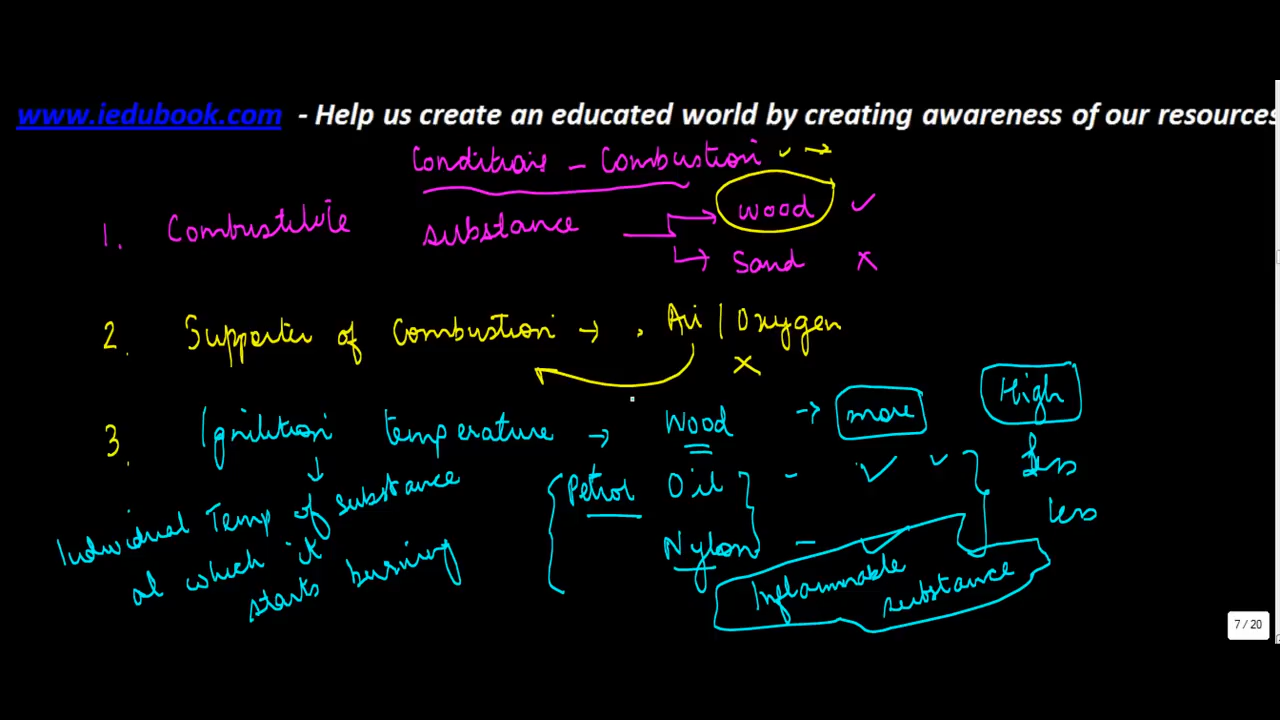 www.iedubook.com - Help us create an educated world by creating awareness of our resources
Conditions - Combustion ✓ →
1. Combustible substance → wood ✓
→ Sand ✗
2. Supporter of Combustion → Air | Oxygen
✗
High
3. Ignition temperature → Wood → more
Individual Temp of substance
at which it
starts burning
Petrol Oil - ✓ ✓ Less
Nylon - ✓ less
Inflammable
substance
7 / 20